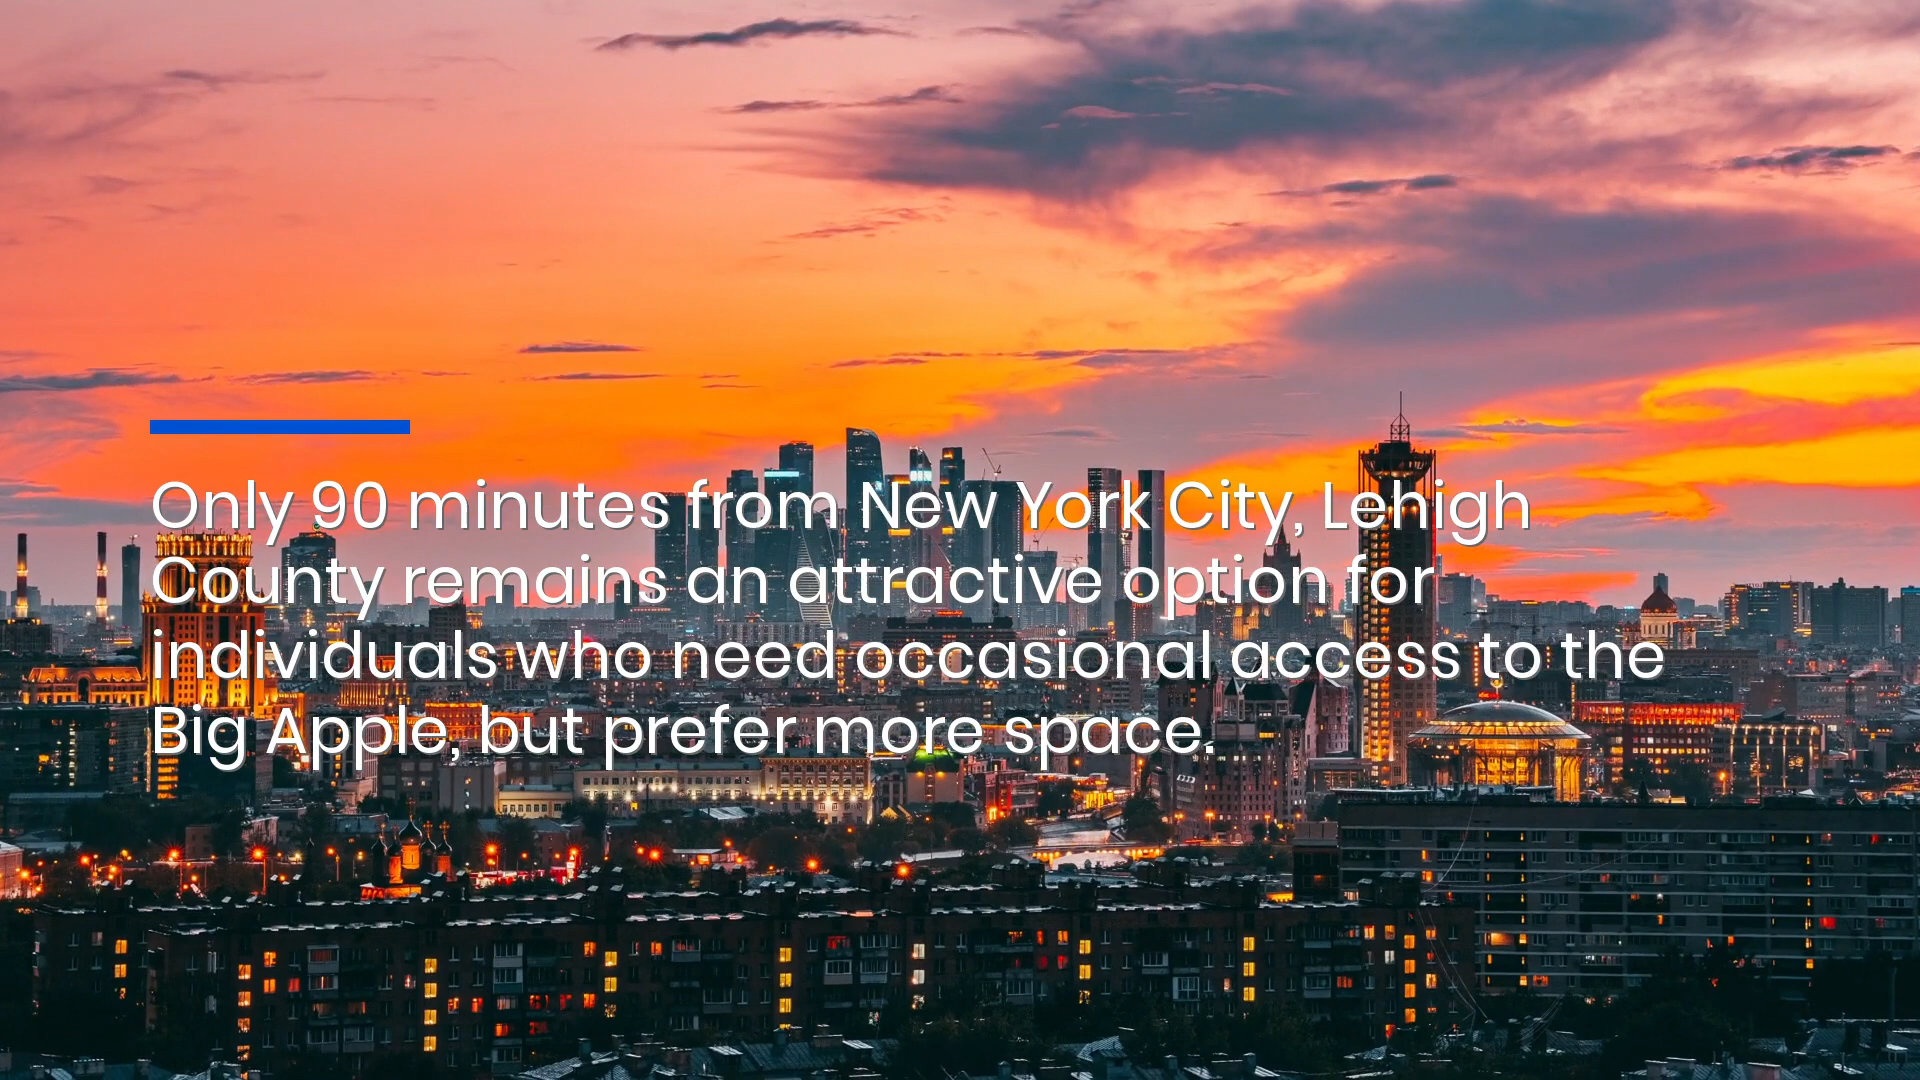 Only 90 minutes from New York City, Lehigh
County remains an attractive option for
individuals who need occasional access to the
Big Apple, but prefer more space.